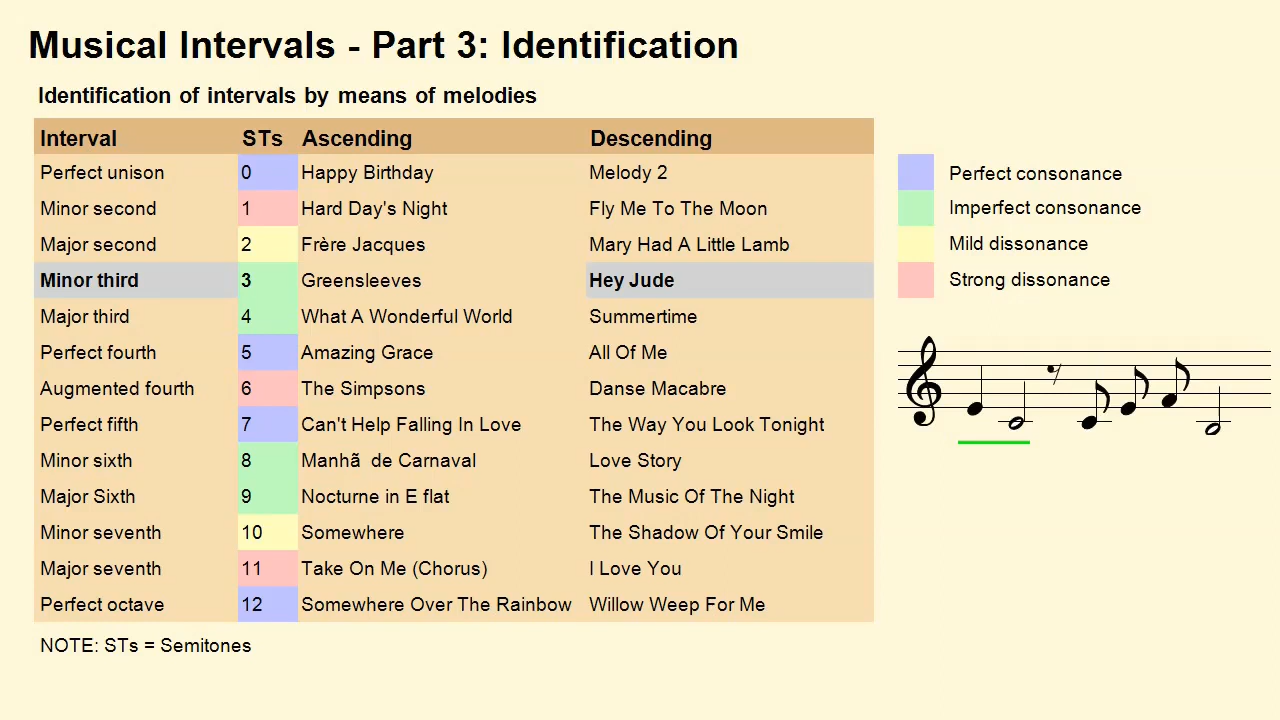 Musical Intervals - Part 3: Identification
Identification of intervals by means of melodies
Interval STs Ascending Descending
Perfect unison 0 Happy Birthday Melody 2
Minor second 1 Hard Day's Night Fly Me To The Moon
Major second 2 Frère Jacques Mary Had A Little Lamb
Minor third 3 Greensleeves Hey Jude
Major third 4 What A Wonderful World Summertime
Perfect fourth 5 Amazing Grace All Of Me
Augmented fourth 6 The Simpsons Danse Macabre
Perfect fifth 7 Can't Help Falling In Love The Way You Look Tonight
Minor sixth 8 Manhã de Carnaval Love Story
Major Sixth 9 Nocturne in E flat The Music Of The Night
Minor seventh 10 Somewhere The Shadow Of Your Smile
Major seventh 11 Take On Me (Chorus) I Love You
Perfect octave 12 Somewhere Over The Rainbow Willow Weep For Me
NOTE: STs = Semitones
Perfect consonance
Imperfect consonance
Mild dissonance
Strong dissonance